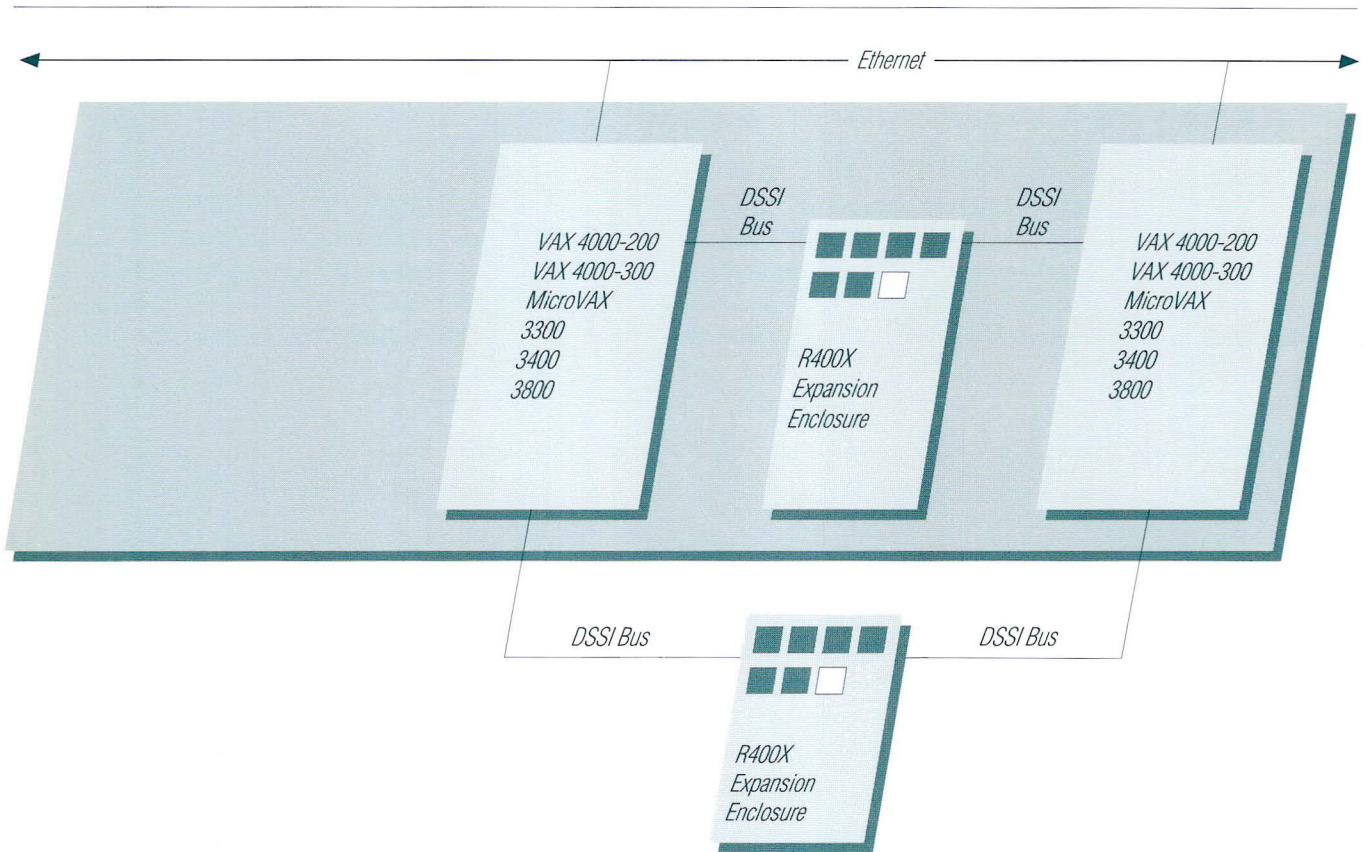 Ethernet
DSSI
Bus
DSSI
Bus
VAX 4000-200
VAX 4000-300
MicroVAX
3300
3400
3800
R400X
Expansion
Enclosure
VAX 4000-200
VAX 4000-300
MicroVAX
3300
3400
3800
DSSI Bus
DSSI Bus
R400X
Expansion
Enclosure